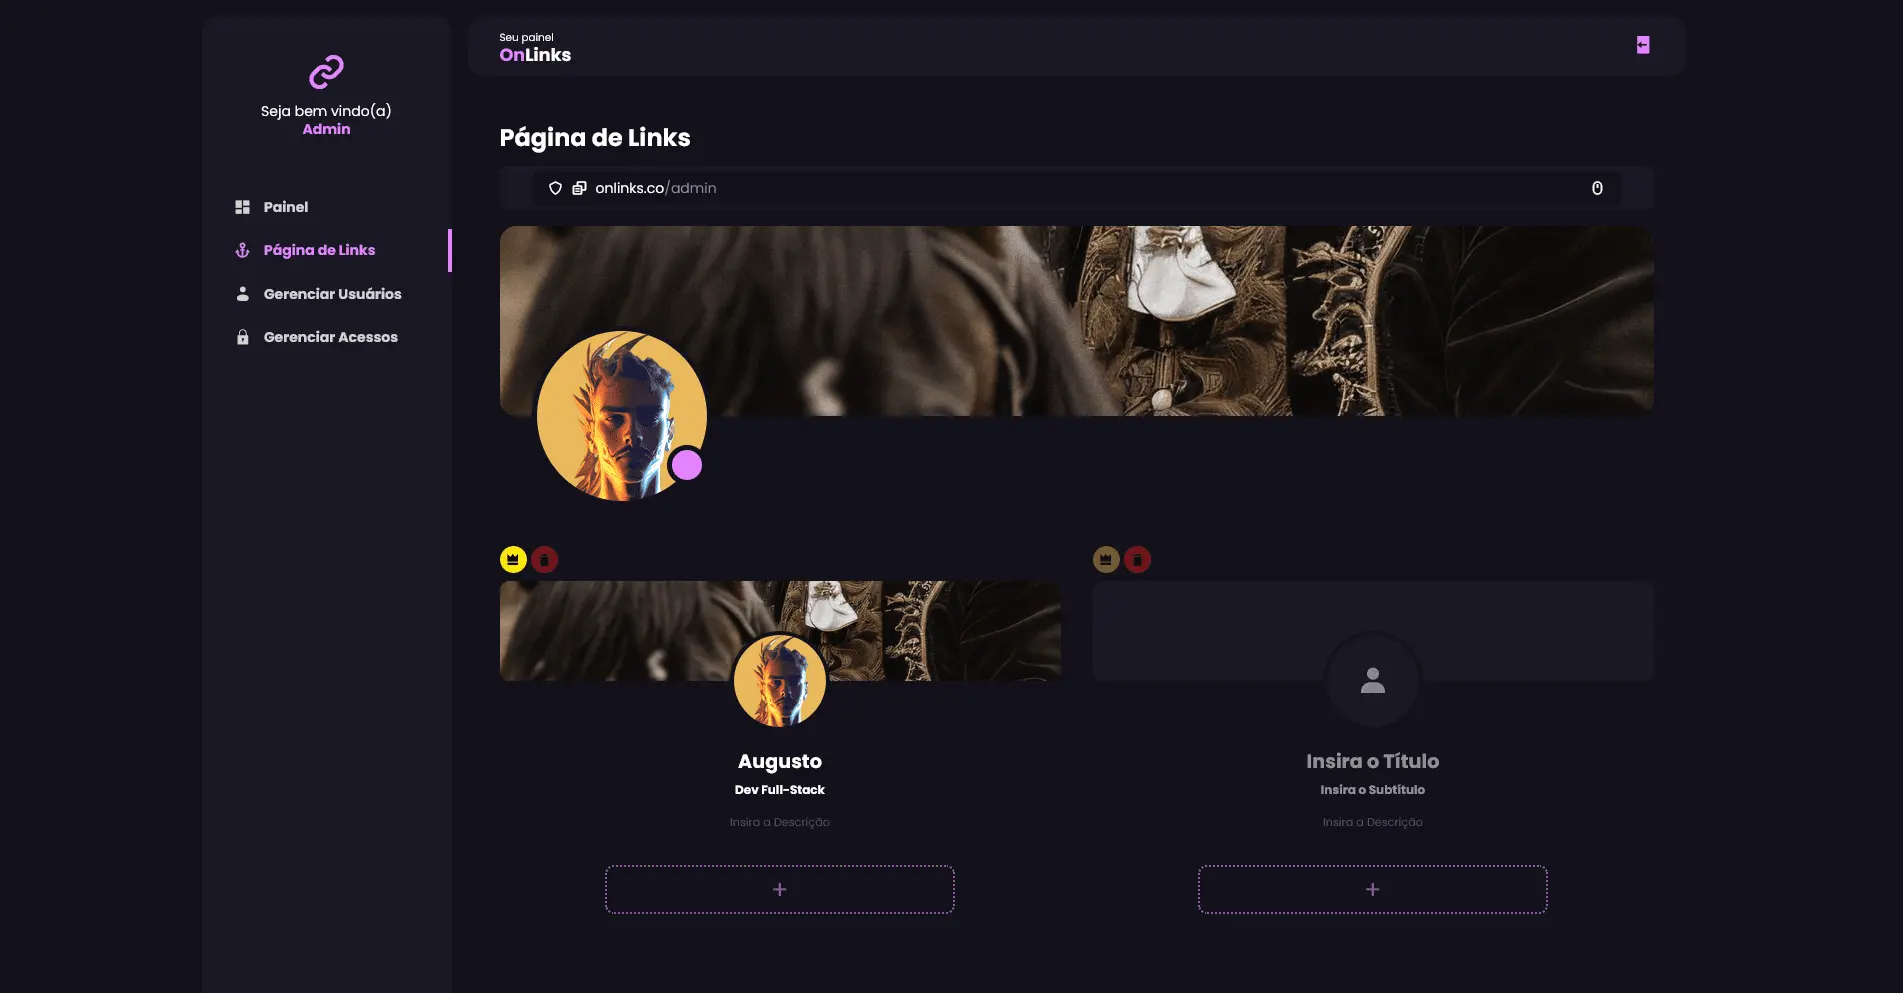 Seja bem vindo(a)
Admin
Painel
Página de Links
Gerenciar Usuários
Gerenciar Acessos
Seu painel
OnLinks
Página de Links
onlinks.co/admin
Augusto
Dev Full-Stack
Insira a Descrição
Insira o Título
Insira o Subtítulo
Insira a Descrição